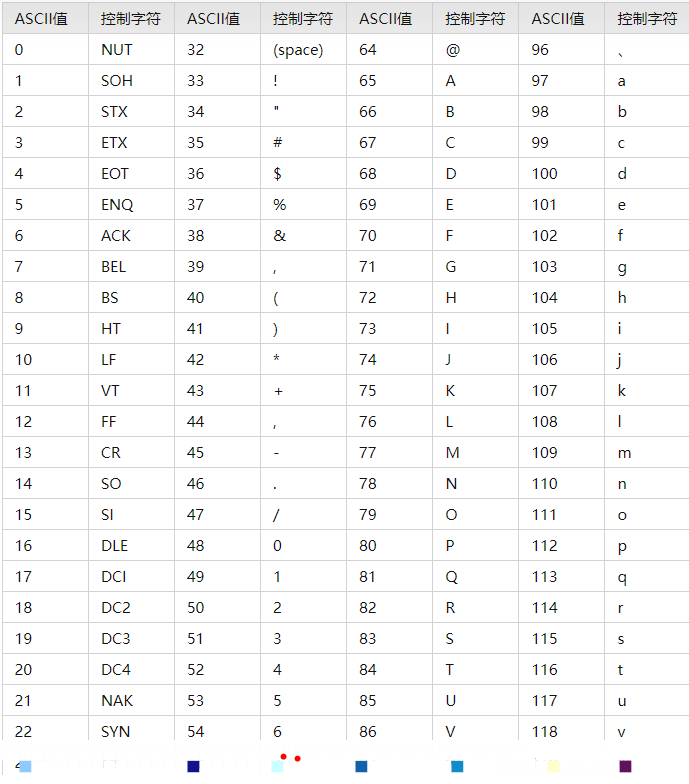 ASCII值 控制字符 ASCII值 控制字符 ASCII值 控制字符 ASCII值 控制字符
0 NUT 32 (space) 64 @ 96 、
1 SOH 33 ! 65 A 97 a
2 STX 34 " 66 B 98 b
3 ETX 35 # 67 C 99 c
4 EOT 36 $ 68 D 100 d
5 ENQ 37 % 69 E 101 e
6 ACK 38 & 70 F 102 f
7 BEL 39 , 71 G 103 g
8 BS 40 ( 72 H 104 h
9 HT 41 ) 73 I 105 i
10 LF 42 * 74 J 106 j
11 VT 43 + 75 K 107 k
12 FF 44 , 76 L 108 l
13 CR 45 - 77 M 109 m
14 SO 46 . 78 N 110 n
15 SI 47 / 79 O 111 o
16 DLE 48 0 80 P 112 p
17 DCI 49 1 81 Q 113 q
18 DC2 50 2 82 R 114 r
19 DC3 51 3 83 S 115 s
20 DC4 52 4 84 T 116 t
21 NAK 53 5 85 U 117 u
22 SYN 54 6 86 V 118 v